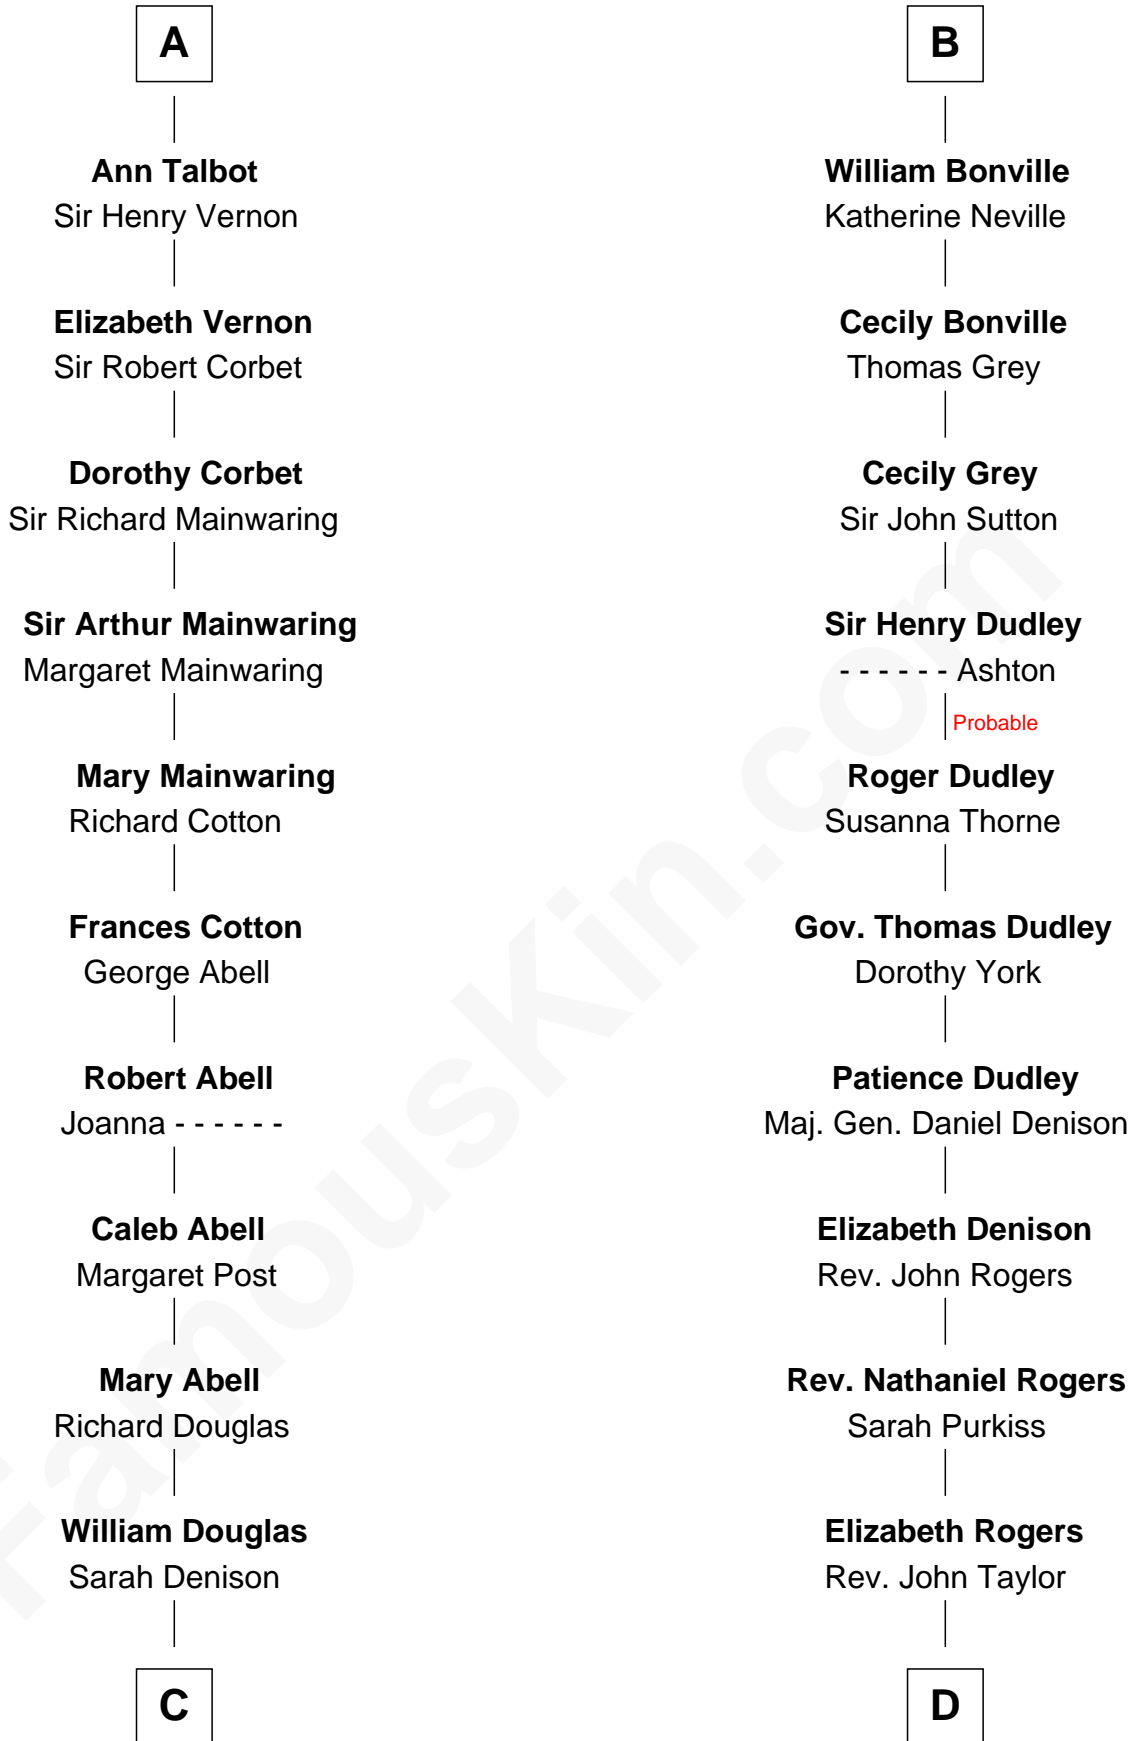 A
Ann Talbot
Sir Henry Vernon
Elizabeth Vernon
Sir Robert Corbet
Dorothy Corbet
Sir Richard Mainwaring
Sir Arthur Mainwaring
Margaret Mainwaring
Mary Mainwaring
Richard Cotton
Frances Cotton
George Abell
Robert Abell
Joanna - - - - - -
Caleb Abell
Margaret Post
Mary Abell
Richard Douglas
William Douglas
Sarah Denison
C
B
William Bonville
Katherine Neville
Cecily Bonville
Thomas Grey
Cecily Grey
Sir John Sutton
Sir Henry Dudley
- - - - - - Ashton
Probable
Roger Dudley
Susanna Thorne
Gov. Thomas Dudley
Dorothy York
Patience Dudley
Maj. Gen. Daniel Denison
Elizabeth Denison
Rev. John Rogers
Rev. Nathaniel Rogers
Sarah Purkiss
Elizabeth Rogers
Rev. John Taylor
D
FamousKin.com